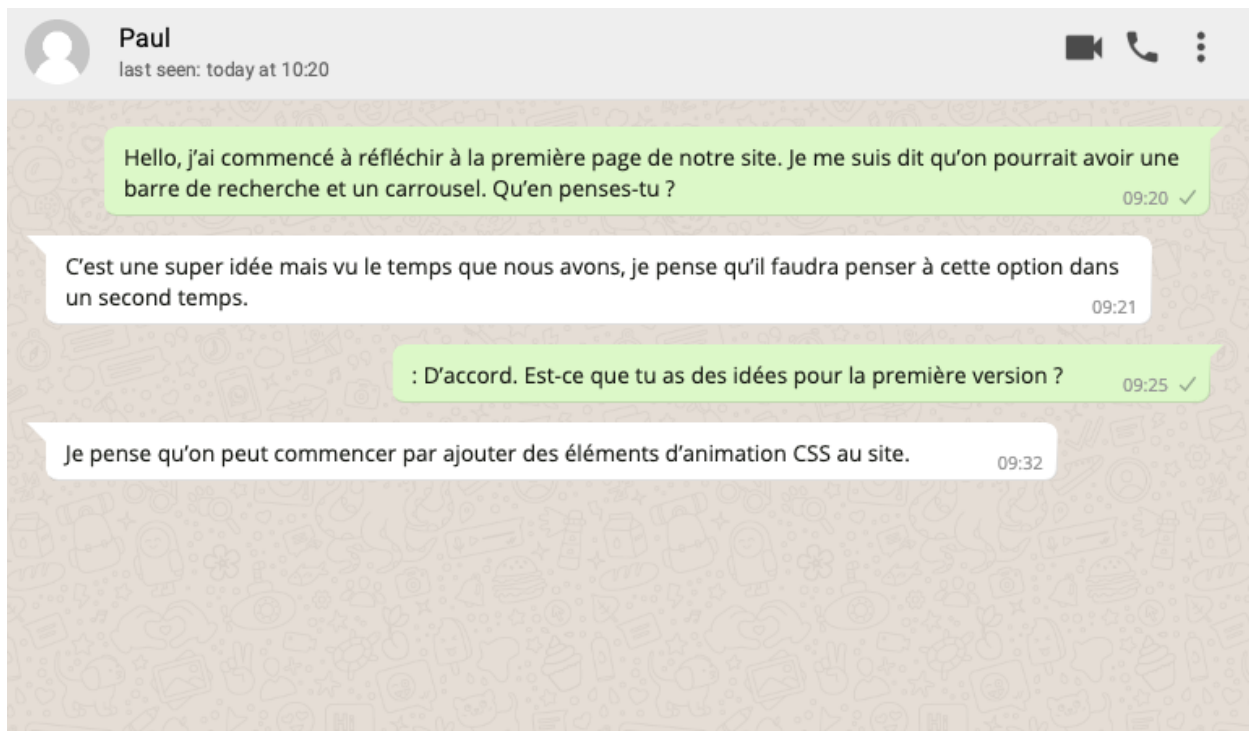 Paul
last seen: today at 10:20
Hello, j'ai commencé à réfléchir à la première page de notre site. Je me suis dit qu'on pourrait avoir une
barre de recherche et un carrousel. Qu'en penses-tu ?
09:20
C'est une super idée mais vu le temps que nous avons, je pense qu'il faudra penser à cette option dans
un second temps.
09:21
: D'accord. Est-ce que tu as des idées pour la première version ?
09:25
Je pense qu'on peut commencer par ajouter des éléments d'animation CSS au site.
09:32